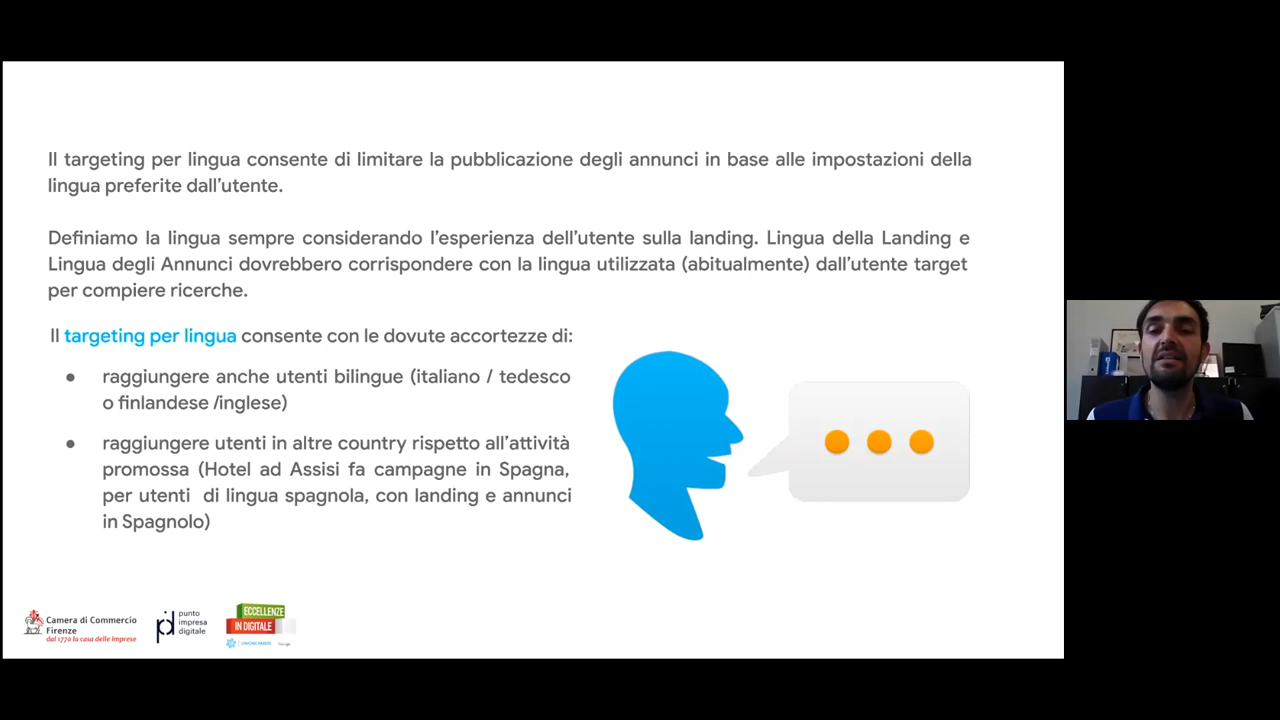 Il targeting per lingua consente di limitare la pubblicazione degli annunci in base alle impostazioni della
lingua preferite dall'utente.
Definiamo la lingua sempre considerando l'esperienza dell'utente sulla landing. Lingua della Landing e
Lingua degli Annunci dovrebbero corrispondere con la lingua utilizzata (abitualmente) dall'utente target
per compiere ricerche.
Il targeting per lingua consente con le dovute accortezze di:
● raggiungere anche utenti bilingue (italiano / tedesco
o finlandese /inglese)
● raggiungere utenti in altre country rispetto all'attività
promossa (Hotel ad Assisi fa campagne in Spagna,
per utenti di lingua spagnola, con landing e annunci
in Spagnolo)
Camera di Commercio
Firenze
dal 1770 la casa delle imprese
pid
punto
impresa
digitale
ECCELLENZE
IN DIGITALE